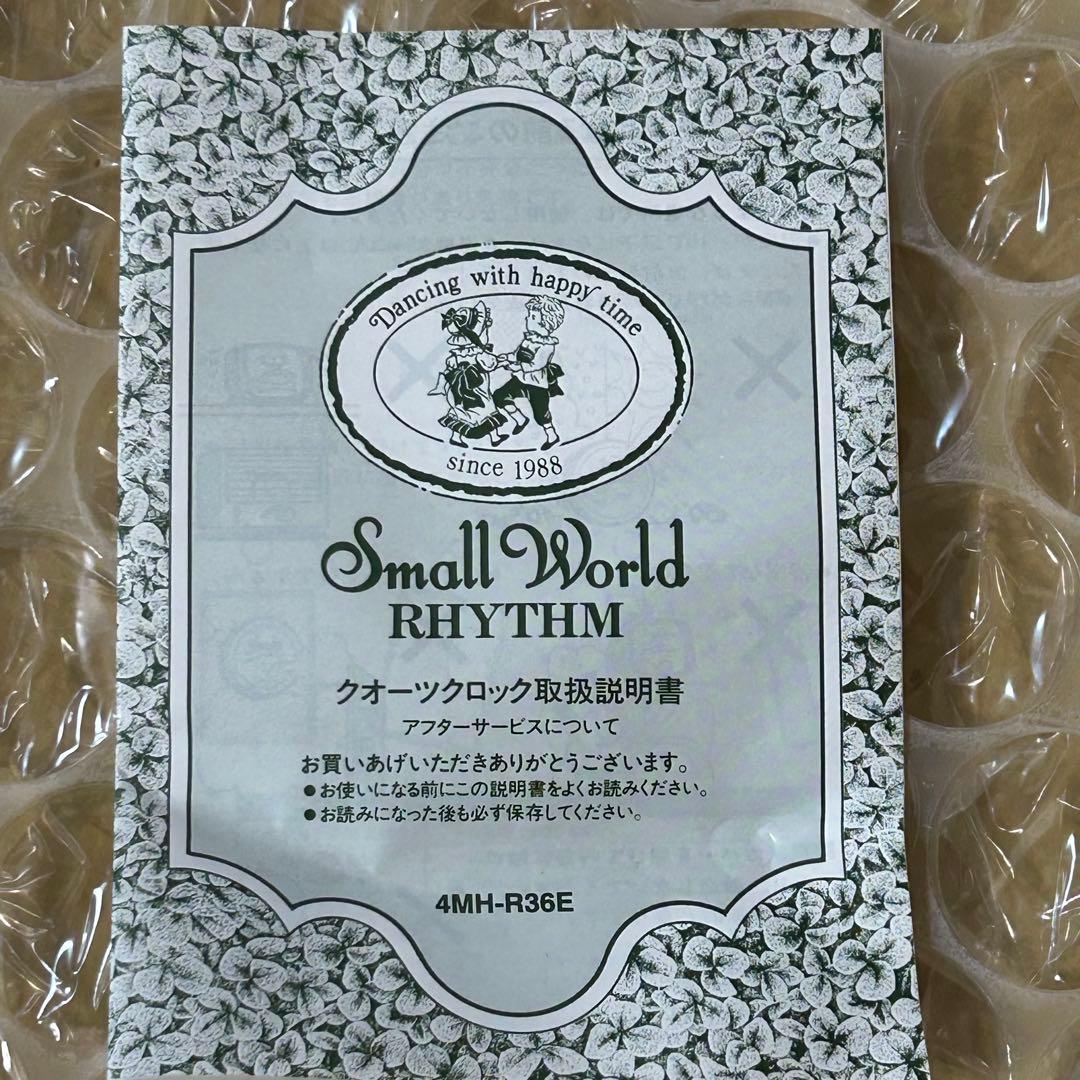 Dancing with happy time
since 1988
Small World
RHYTHM
クオーツクロック取扱説明書
アフターサービスについて
お買いあげいただきありがとうございます。
●お使いになる前にこの説明書をよくお読みください。
●お読みになった後も必ず保存してください。
4MH-R36E